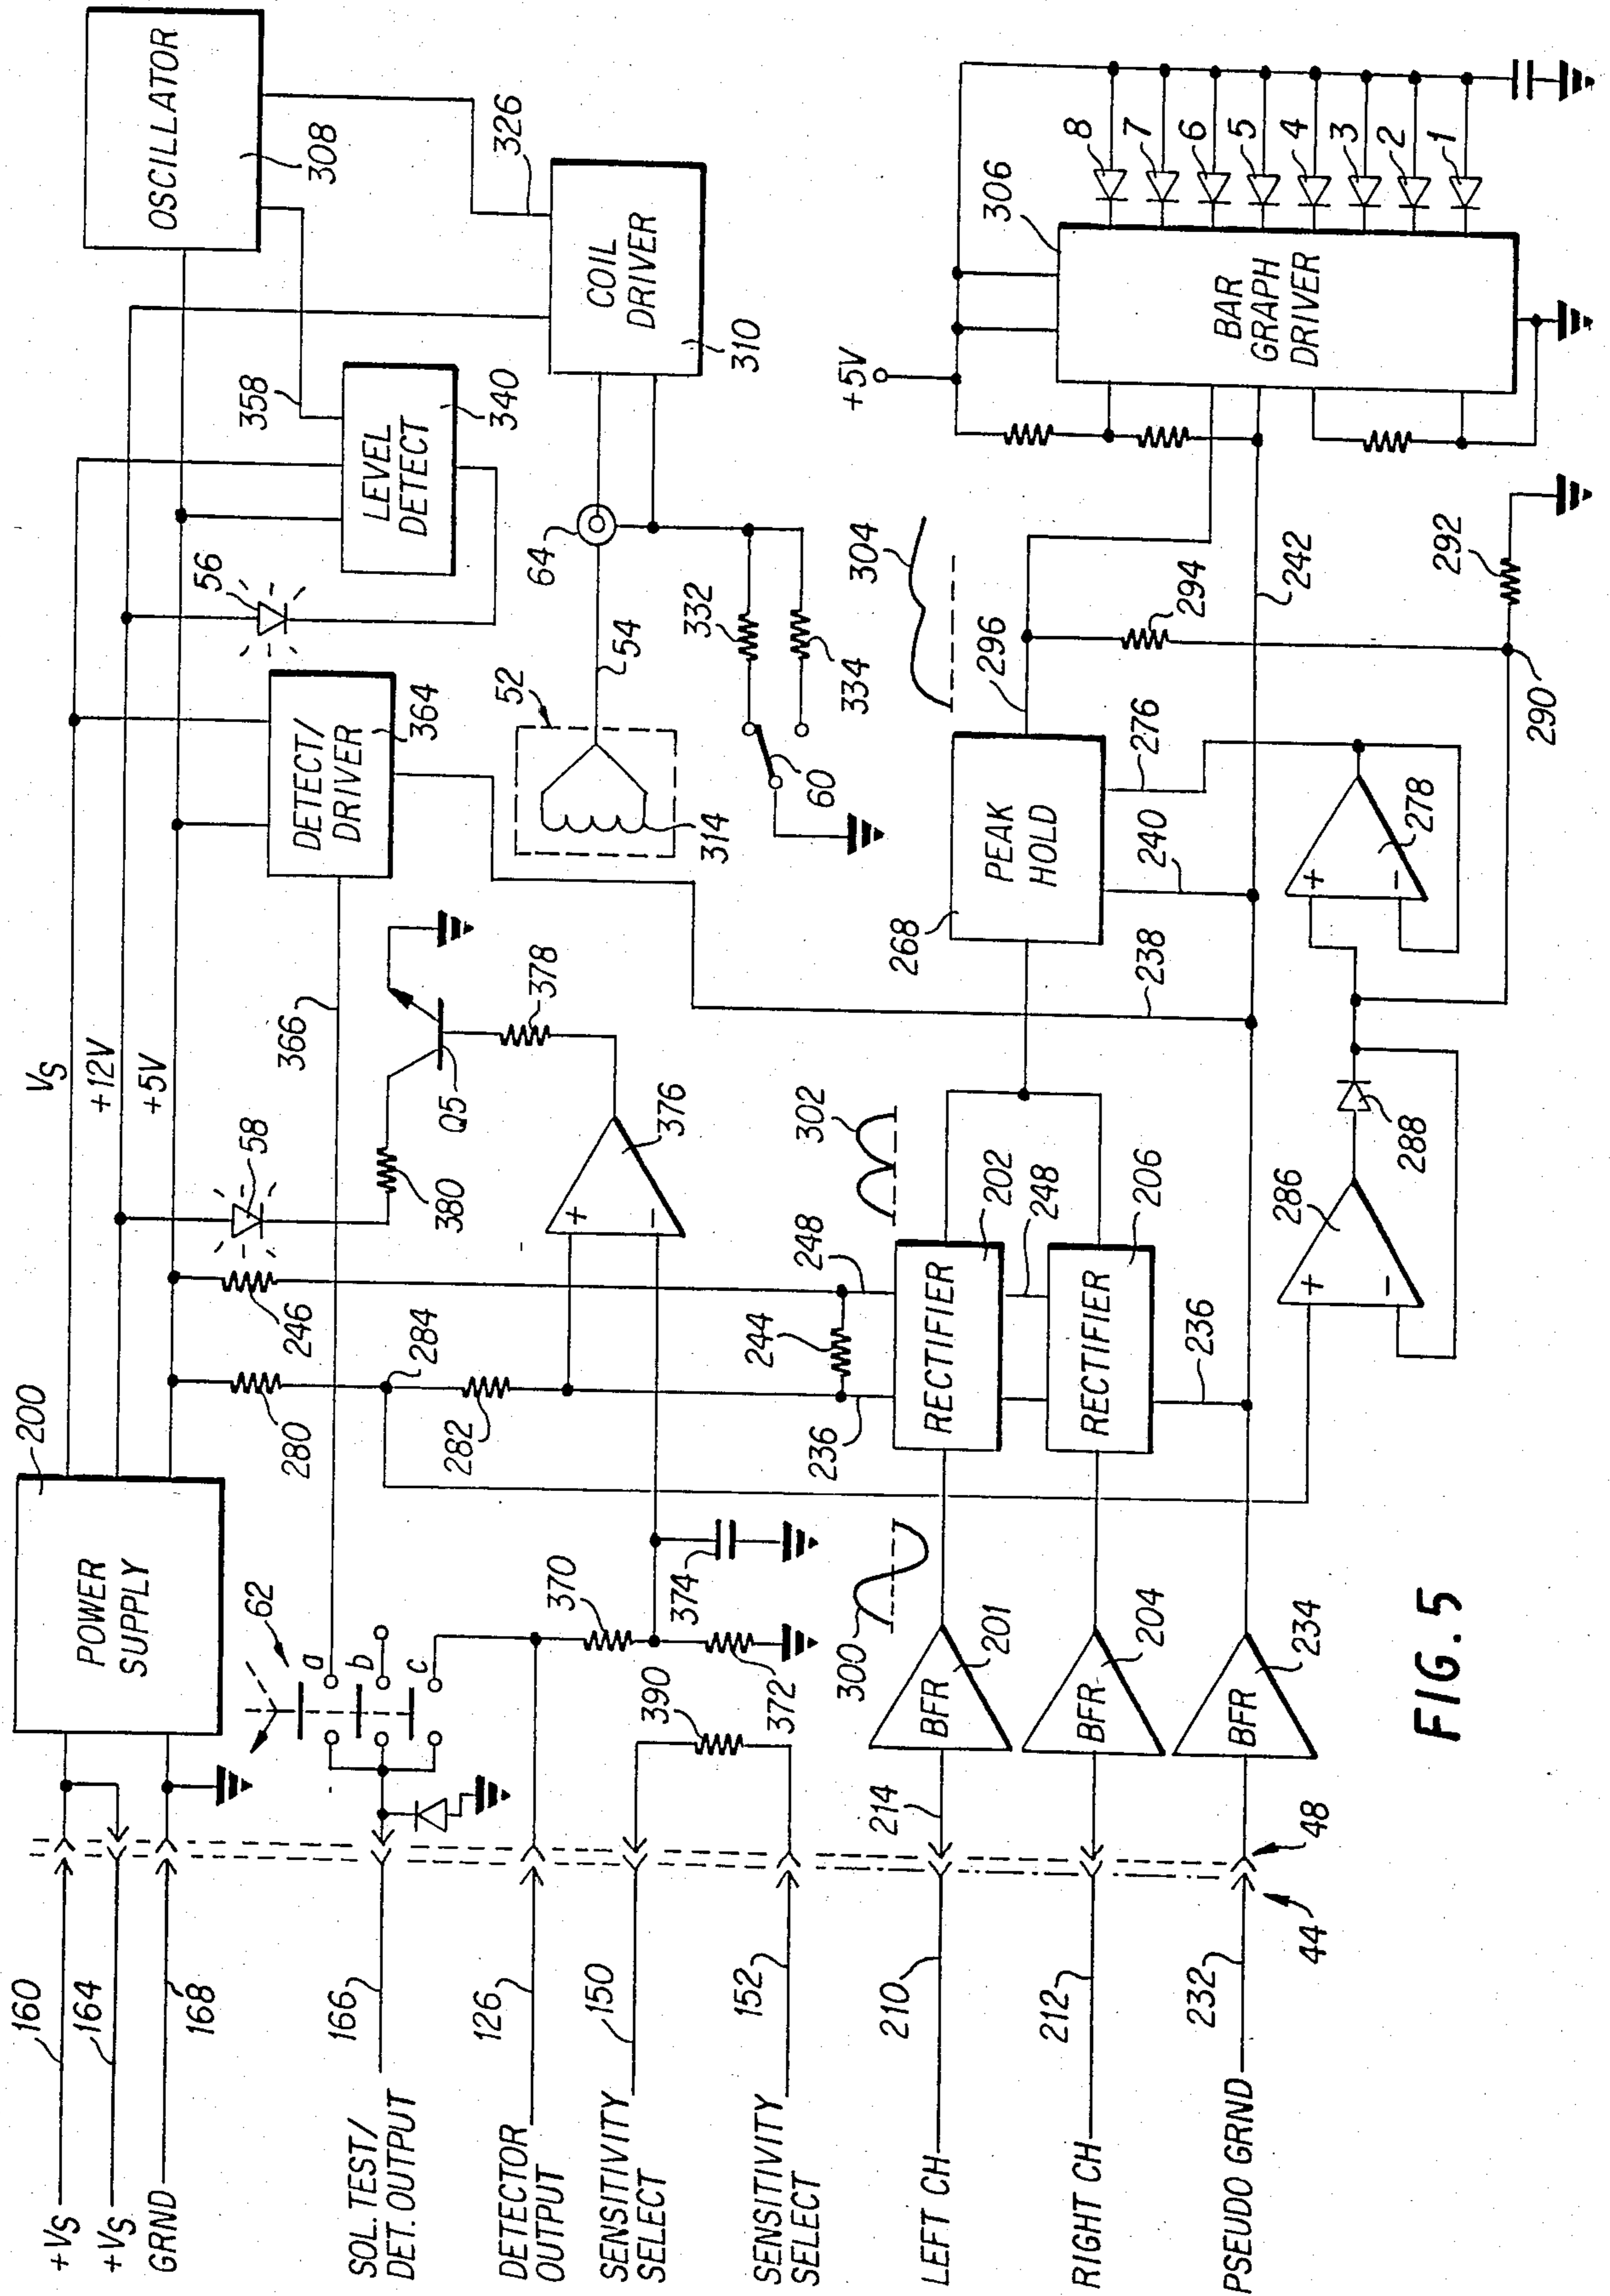 +VS
160
+VS
164
GRND
168
200
POWER
SUPPLY
VS
+12V
+5V
OSCILLATOR
308
326
358
LEVEL
DETECT
340
56
DETECT/
DRIVER
364
COIL
DRIVER
310
SOL. TEST/
DET. OUTPUT
166
62
a
b
c
366
280
246
58
284
282
380
Q5
378
376
+
−
52
54
64
314
332
334
60
DETECTOR
OUTPUT
126
SENSITIVITY
SELECT
150
SENSITIVITY
SELECT
152
370
374
372
390
LEFT CH
210
214
BFR
201
300
236
244
248
302
RECTIFIER
202
248
RIGHT CH
212
BFR
204
RECTIFIER
206
236
PSEUDO GRND
232
BFR
234
44
48
268
PEAK
HOLD
238
240
276
296
304
294
242
292
290
286
+
−
288
278
+
−
+5V
306
BAR
GRAPH
DRIVER
8
7
6
5
4
3
2
1
FIG. 5